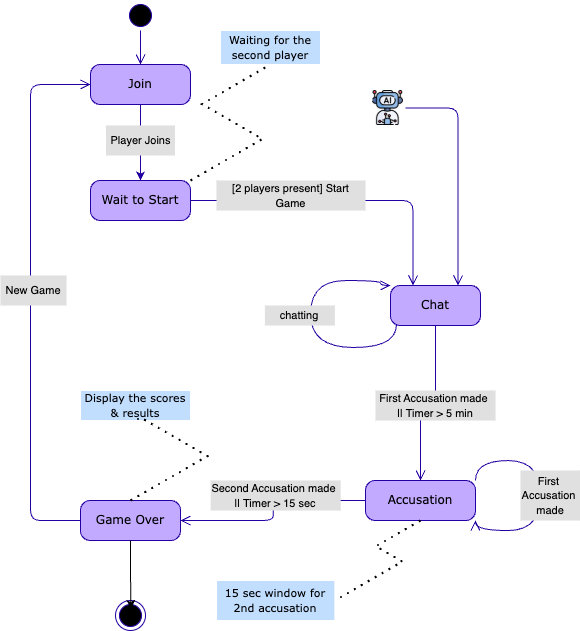 Waiting for the
second player
Join
AI
Player Joins
Wait to Start
[2 players present] Start
Game
New Game
Chat
chatting
Display the scores
& results
First Accusation made
|| Timer > 5 min
Second Accusation made
|| Timer > 15 sec
Accusation
First
Accusation
made
Game Over
15 sec window for
2nd accusation